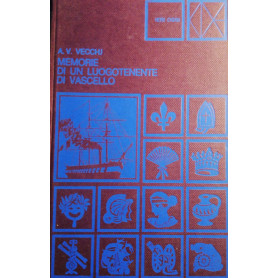 A. V. VECCHI
MEMORIE
DI UN LUOGOTENENTE
DI VASCELLO